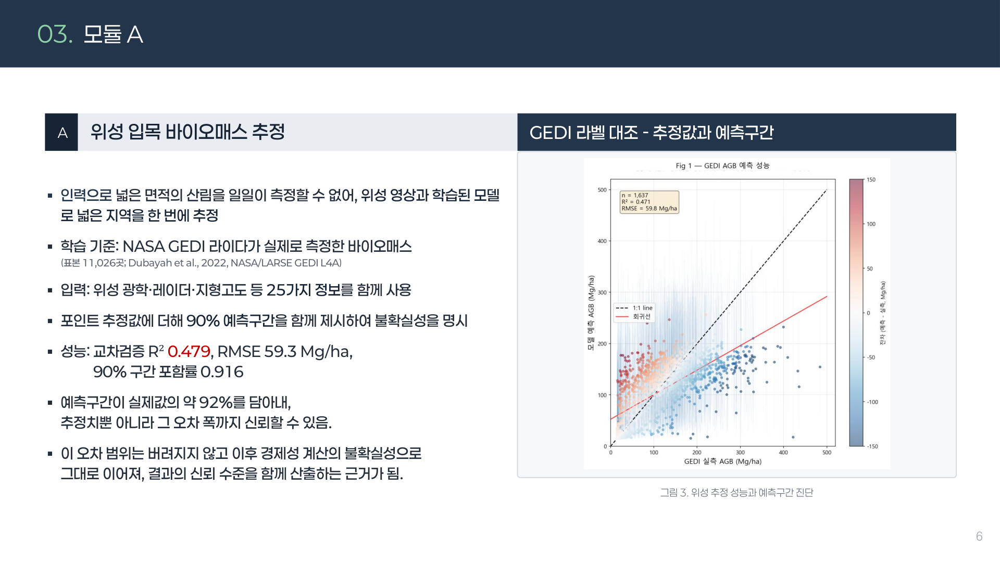 03. 모듈 A
A 위성 입목 바이오매스 추정
▪ 인력으로 넓은 면적의 산림을 일일이 측정할 수 없어, 위성 영상과 학습된 모델
로 넓은 지역을 한 번에 추정
▪ 학습 기준: NASA GEDI 라이다가 실제로 측정한 바이오매스
(표본 11,026곳; Dubayah et al., 2022, NASA/LARSE GEDI L4A)
▪ 입력: 위성 광학·레이더·지형고도 등 25가지 정보를 함께 사용
▪ 포인트 추정값에 더해 90% 예측구간을 함께 제시하여 불확실성을 명시
▪ 성능: 교차검증 R² 0.479, RMSE 59.3 Mg/ha,
90% 구간 포함률 0.916
▪ 예측구간이 실제값의 약 92%를 담아내,
추정치뿐 아니라 그 오차 폭까지 신뢰할 수 있음.
▪ 이 오차 범위는 버려지지 않고 이후 경제성 계산의 불확실성으로
그대로 이어져, 결과의 신뢰 수준을 함께 산출하는 근거가 됨.
GEDI 라벨 대조 - 추정값과 예측구간
Fig 1 — GEDI AGB 예측 성능
n = 1,637
R² = 0.471
RMSE = 59.8 Mg/ha
1:1 line
회귀선
모델 예측 AGB (Mg/ha)
500
400
300
200
100
0
0 100 200 300 400 500
GEDI 실측 AGB (Mg/ha)
150
100
50
0
-50
-100
-150
잔차 (예측 - 실측, Mg/ha)
그림 3. 위성 추정 성능과 예측구간 진단
6